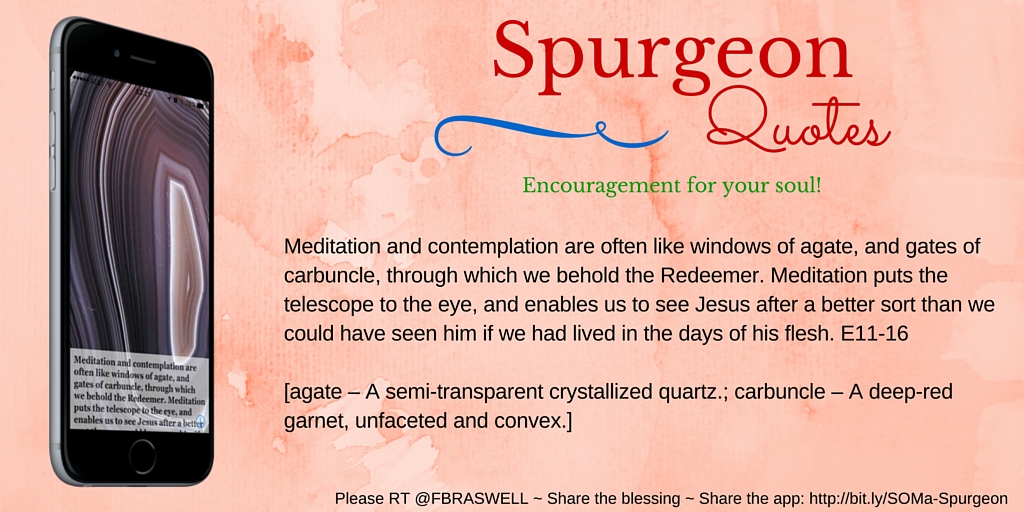 Spurgeon
Quotes
Encouragement for your soul!
Meditation and contemplation are often like windows of agate, and gates of
carbuncle, through which we behold the Redeemer. Meditation puts the
telescope to the eye, and enables us to see Jesus after a better sort than we
could have seen him if we had lived in the days of his flesh. E11-16
[agate – A semi-transparent crystallized quartz.; carbuncle – A deep-red
garnet, unfaceted and convex.]
Meditation and contemplation are
often like windows of agate, and
gates of carbuncle, through which
we behold the Redeemer. Meditation
puts the telescope to the eye, and
enables us to see Jesus after a better
Please RT @FBRASWELL ~ Share the blessing ~ Share the app: http://bit.ly/SOMa-Spurgeon